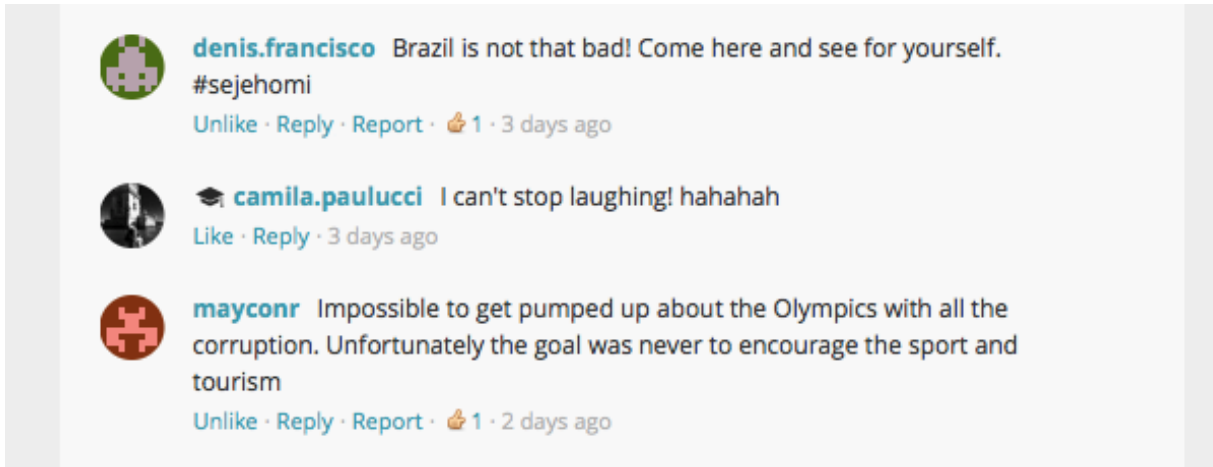 denis.francisco Brazil is not that bad! Come here and see for yourself.
#sejehomi
Unlike · Reply · Report · 👍 1 · 3 days ago
camila.paulucci I can't stop laughing! hahahah
Like · Reply · 3 days ago
mayconr Impossible to get pumped up about the Olympics with all the
corruption. Unfortunately the goal was never to encourage the sport and
tourism
Unlike · Reply · Report · 👍 1 · 2 days ago